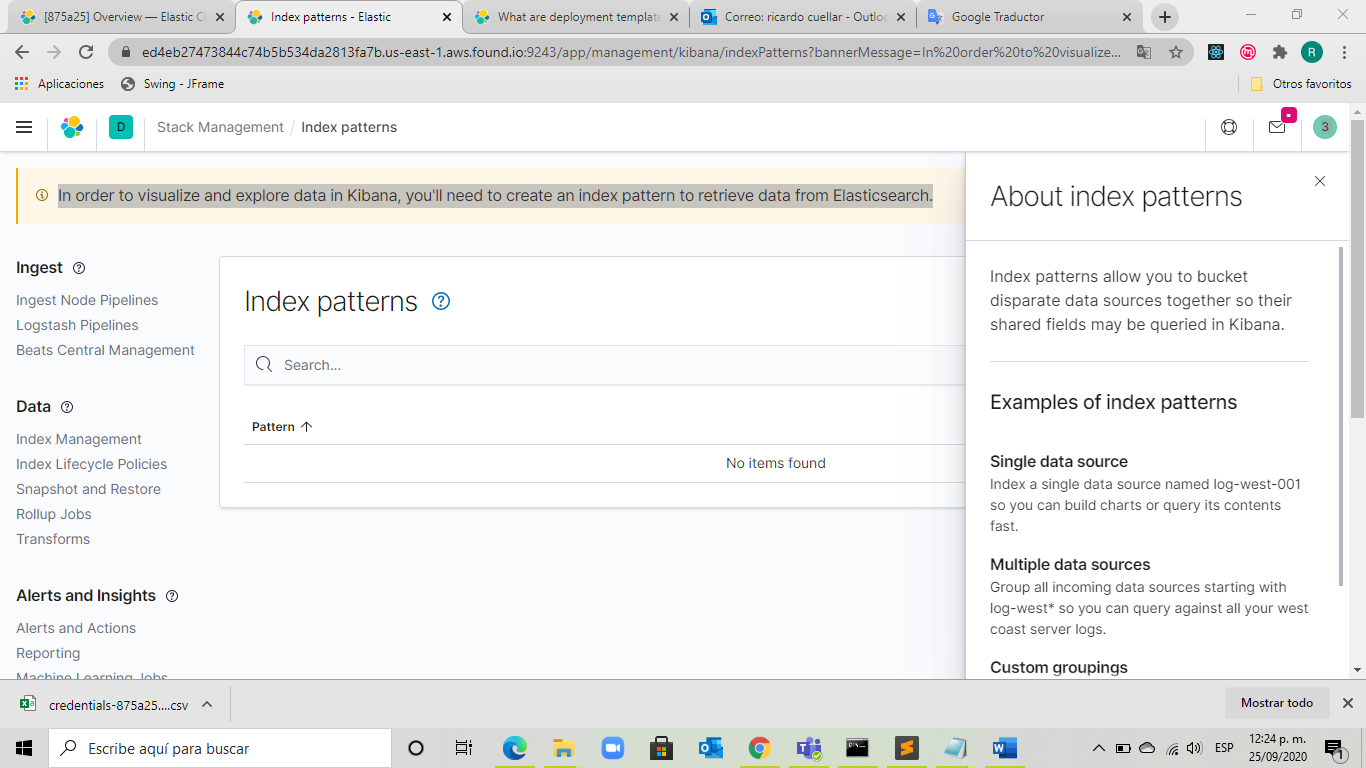 [875a25] Overview — Elastic Cl
Index patterns - Elastic
What are deployment template
Correo: ricardo cuellar - Outloo
Google Traductor
ed4eb27473844c74b5b534da2813fa7b.us-east-1.aws.found.io:9243/app/management/kibana/indexPatterns?bannerMessage=In%20order%20to%20visualize...
R
Aplicaciones
Swing - JFrame
Otros favoritos
D
Stack Management / Index patterns
3
In order to visualize and explore data in Kibana, you'll need to create an index pattern to retrieve data from Elasticsearch.
Ingest
Ingest Node Pipelines
Logstash Pipelines
Beats Central Management
Data
Index Management
Index Lifecycle Policies
Snapshot and Restore
Rollup Jobs
Transforms
Alerts and Insights
Alerts and Actions
Reporting
Machine Learning Jobs
Index patterns
Search...
Pattern
No items found
About index patterns
Index patterns allow you to bucket
disparate data sources together so their
shared fields may be queried in Kibana.
Examples of index patterns
Single data source
Index a single data source named log-west-001
so you can build charts or query its contents
fast.
Multiple data sources
Group all incoming data sources starting with
log-west* so you can query against all your west
coast server logs.
Custom groupings
credentials-875a25....csv
Mostrar todo
Escribe aquí para buscar
ESP
12:24 p. m.
25/09/2020
1